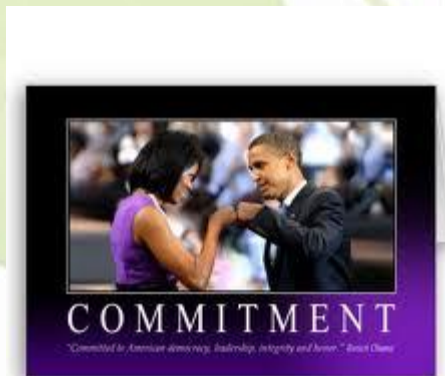 COMMITMENT
"Committed to American democracy, leadership, integrity and honor." Barack Obama